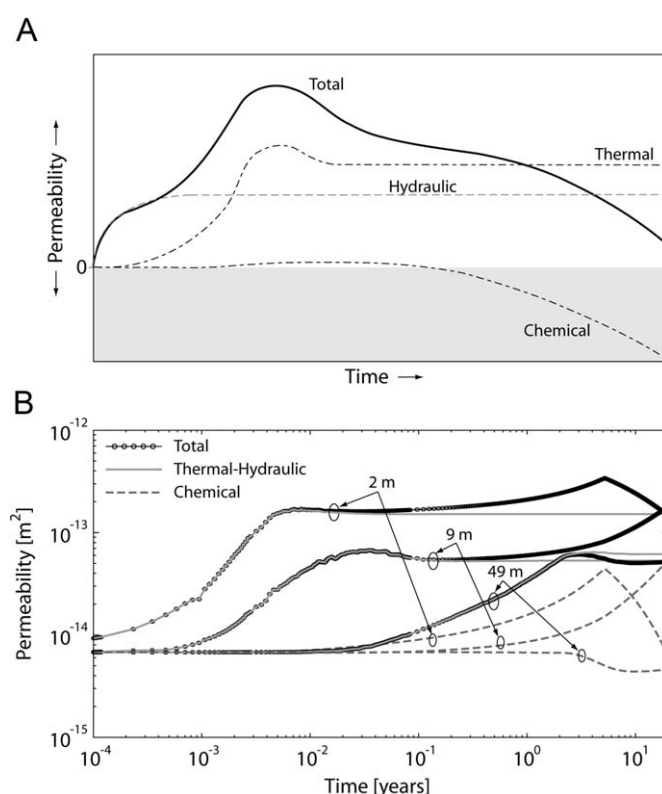 A
Total
Thermal
Hydraulic
Permeability
0
Chemical
Time
B
10^-12
10^-13
10^-14
10^-15
Permeability [m²]
Total
Thermal-Hydraulic
Chemical
2 m
9 m
49 m
10^-4
10^-3
10^-2
10^-1
10^0
10^1
Time [years]